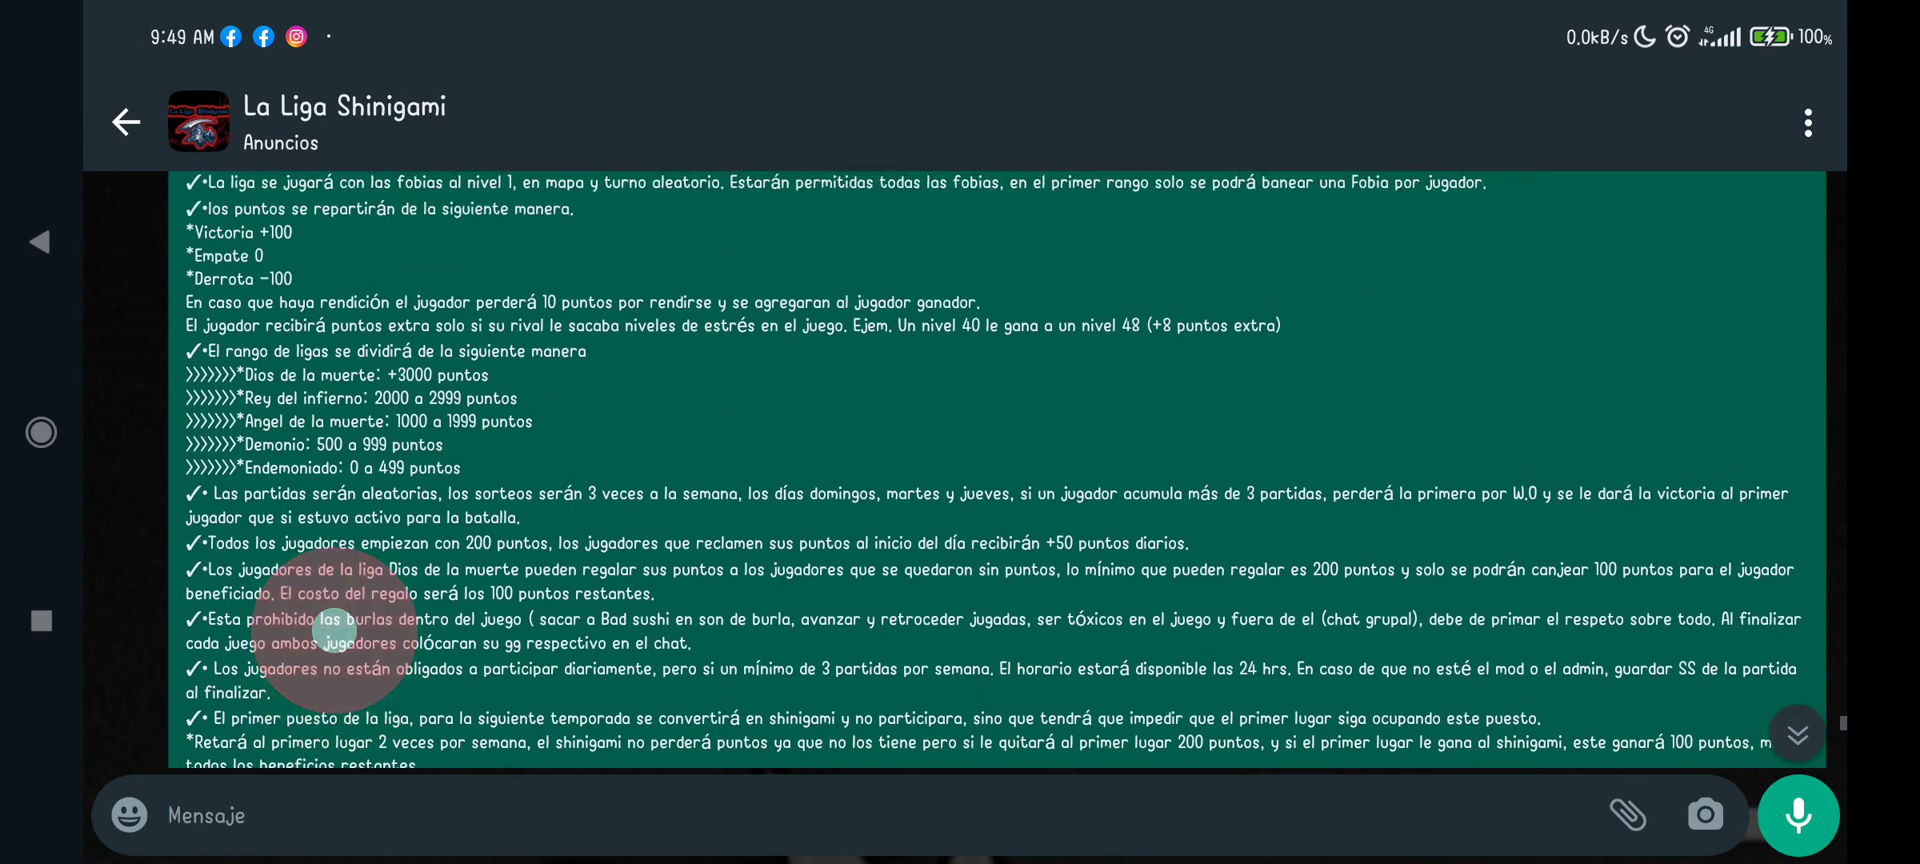 9:49 AM
0.0kB/s 4G 100%
La Liga Shinigami
Anuncios
✓•La liga se jugará con las fobias al nivel 1, en mapa y turno aleatorio. Estarán permitidas todas las fobias, en el primer rango solo se podrá banear una Fobia por jugador.
✓•los puntos se repartirán de la siguiente manera.
*Victoria +100
*Empate 0
*Derrota -100
En caso que haya rendición el jugador perderá 10 puntos por rendirse y se agregaran al jugador ganador.
El jugador recibirá puntos extra solo si su rival le sacaba niveles de estrés en el juego. Ejem. Un nivel 40 le gana a un nivel 48 (+8 puntos extra)
✓•El rango de ligas se dividirá de la siguiente manera
》》》》》》》*Dios de la muerte: +3000 puntos
》》》》》》》*Rey del infierno: 2000 a 2999 puntos
》》》》》》》*Angel de la muerte: 1000 a 1999 puntos
》》》》》》》*Demonio: 500 a 999 puntos
》》》》》》》*Endemoniado: 0 a 499 puntos
✓• Las partidas serán aleatorias, los sorteos serán 3 veces a la semana, los días domingos, martes y jueves, si un jugador acumula más de 3 partidas, perderá la primera por W.O y se le dará la victoria al primer
jugador que si estuvo activo para la batalla.
✓•Todos los jugadores empiezan con 200 puntos, los jugadores que reclamen sus puntos al inicio del día recibirán +50 puntos diarios.
✓•Los jugadores de la liga Dios de la muerte pueden regalar sus puntos a los jugadores que se quedaron sin puntos, lo mínimo que pueden regalar es 200 puntos y solo se podrán canjear 100 puntos para el jugador
beneficiado. El costo del regalo será los 100 puntos restantes.
✓•Esta prohibido las burlas dentro del juego ( sacar a Bad sushi en son de burla, avanzar y retroceder jugadas, ser tóxicos en el juego y fuera de el (chat grupal), debe de primar el respeto sobre todo. Al finalizar
cada juego ambos jugadores colócaran su gg respectivo en el chat.
✓• Los jugadores no están obligados a participar diariamente, pero si un mínimo de 3 partidas por semana. El horario estará disponible las 24 hrs. En caso de que no esté el mod o el admin, guardar SS de la partida
al finalizar.
✓• El primer puesto de la liga, para la siguiente temporada se convertirá en shinigami y no participara, sino que tendrá que impedir que el primer lugar siga ocupando este puesto.
*Retará al primero lugar 2 veces por semana, el shinigami no perderá puntos ya que no los tiene pero si le quitará al primer lugar 200 puntos, y si el primer lugar le gana al shinigami, este ganará 100 puntos, m
todos los beneficios restantes
Mensaje